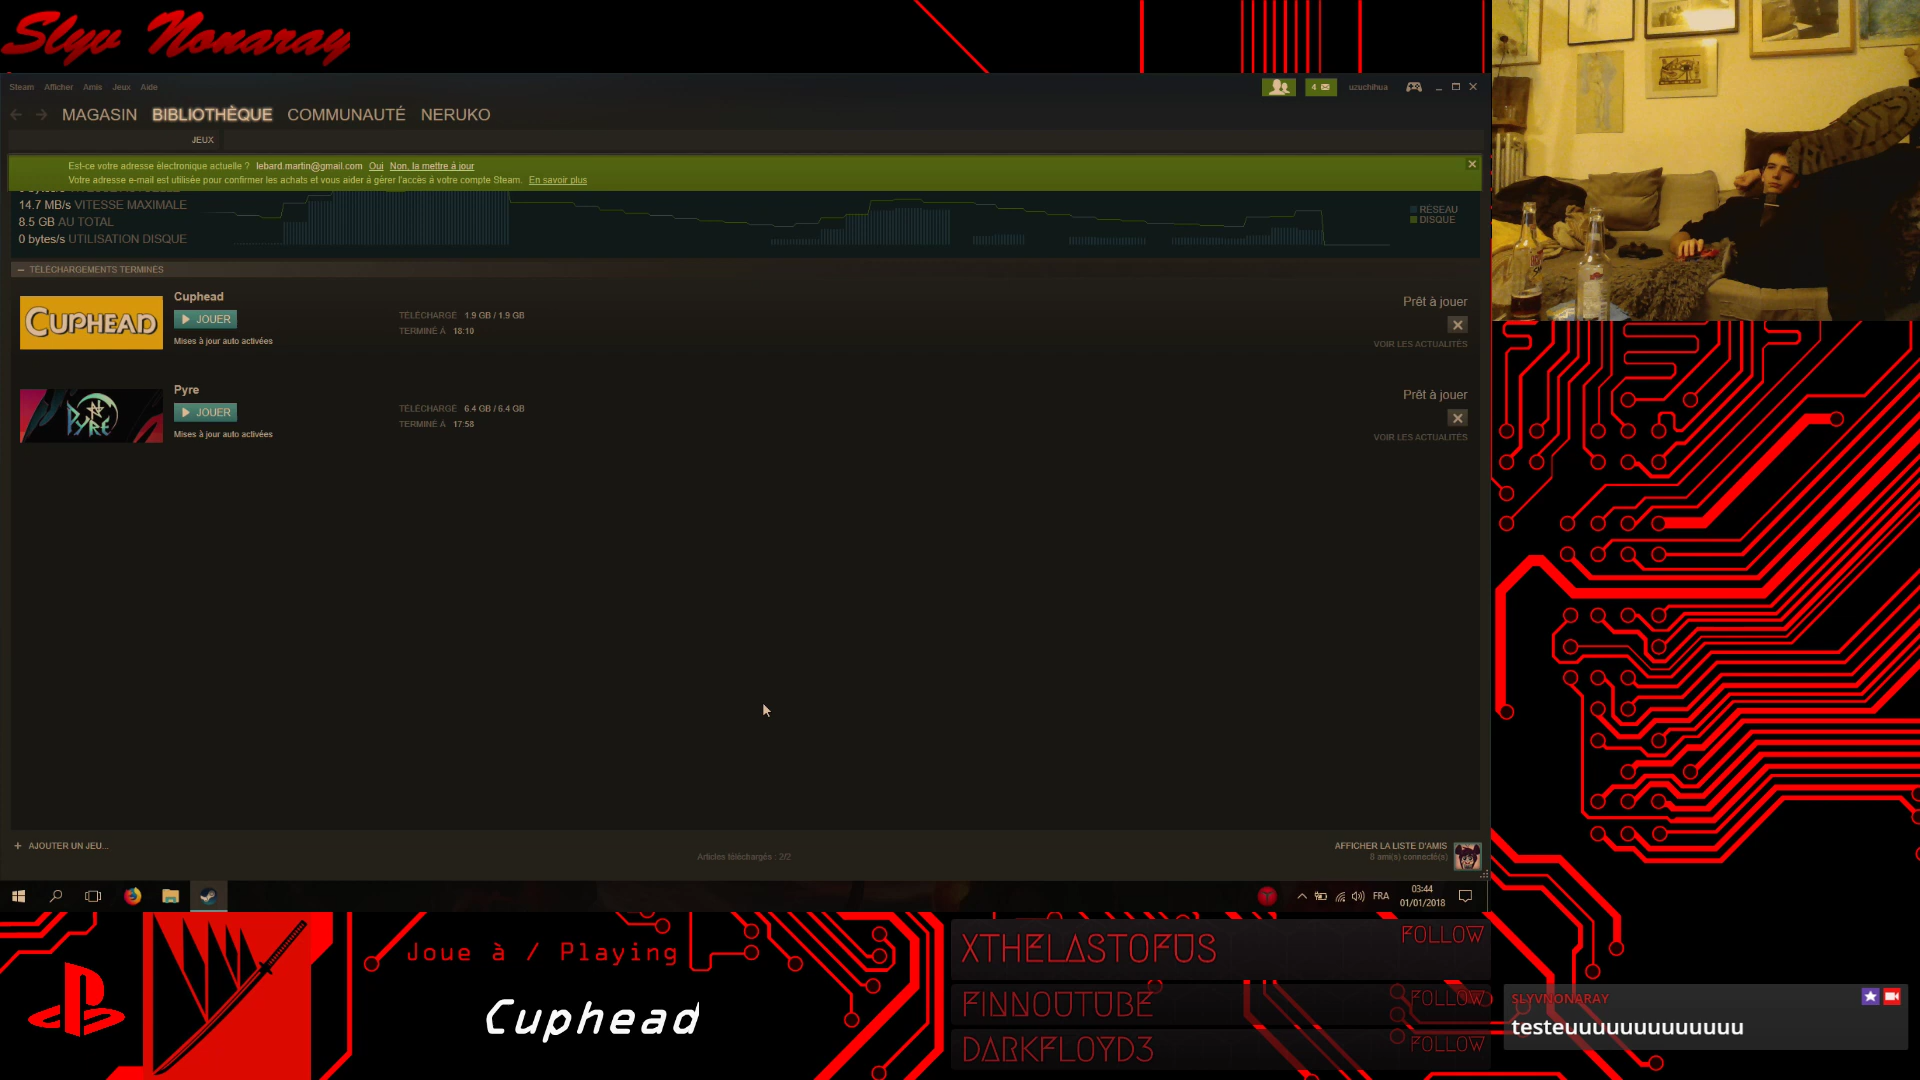 Slyv Nonaray
Steam Afficher Amis Jeux Aide
4
uzuchihua
MAGASIN BIBLIOTHÈQUE COMMUNAUTÉ NERUKO
JEUX
Est-ce votre adresse électronique actuelle ? lebard.martin@gmail.com Oui Non, la mettre à jour
Votre adresse e-mail est utilisée pour confirmer les achats et vous aider à gérer l'accès à votre compte Steam. En savoir plus
14.7 MB/s VITESSE MAXIMALE
8.5 GB AU TOTAL
0 bytes/s UTILISATION DISQUE
RÉSEAU
DISQUE
TÉLÉCHARGEMENTS TERMINÉS
CUPHEAD
Cuphead
JOUER
Mises à jour auto activées
TÉLÉCHARGÉ 1.9 GB / 1.9 GB
TERMINÉ À 18:10
Prêt à jouer
VOIR LES ACTUALITÉS
PYRE
Pyre
JOUER
Mises à jour auto activées
TÉLÉCHARGÉ 6.4 GB / 6.4 GB
TERMINÉ À 17:58
Prêt à jouer
VOIR LES ACTUALITÉS
+ AJOUTER UN JEU...
Articles téléchargés : 2/2
AFFICHER LA LISTE D'AMIS
8 ami(s) connecté(s)
FRA
03:44
01/01/2018
Joue à / Playing
Cuphead
XTHELASTOFUS FOLLOW
FINNOUTUBE FOLLOW
DARKFLOYD3 FOLLOW
SLYVNONARAY
testeuuuuuuuuuuuuu